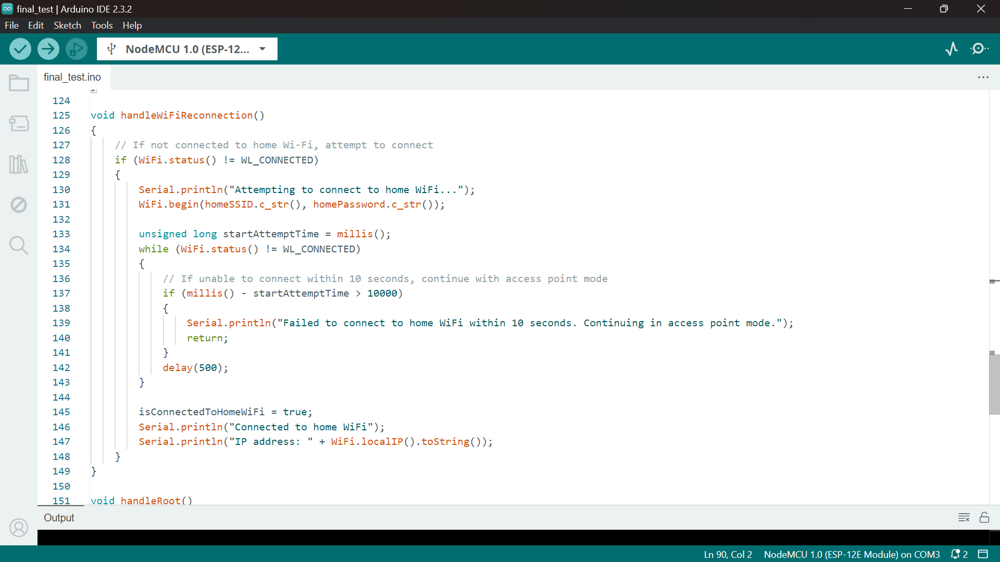 final_test | Arduino IDE 2.3.2
File Edit Sketch Tools Help
NodeMCU 1.0 (ESP-12...
final_test.ino
124
125 void handleWiFiReconnection()
126 {
127 // If not connected to home Wi-Fi, attempt to connect
128 if (WiFi.status() != WL_CONNECTED)
129 {
130 Serial.println("Attempting to connect to home WiFi...");
131 WiFi.begin(homeSSID.c_str(), homePassword.c_str());
132
133 unsigned long startAttemptTime = millis();
134 while (WiFi.status() != WL_CONNECTED)
135 {
136 // If unable to connect within 10 seconds, continue with access point mode
137 if (millis() - startAttemptTime > 10000)
138 {
139 Serial.println("Failed to connect to home WiFi within 10 seconds. Continuing in access point mode.");
140 return;
141 }
142 delay(500);
143 }
144
145 isConnectedToHomeWiFi = true;
146 Serial.println("Connected to home WiFi");
147 Serial.println("IP address: " + WiFi.localIP().toString());
148 }
149 }
150
151 void handleRoot()
Output
Ln 90, Col 2 NodeMCU 1.0 (ESP-12E Module) on COM3 2